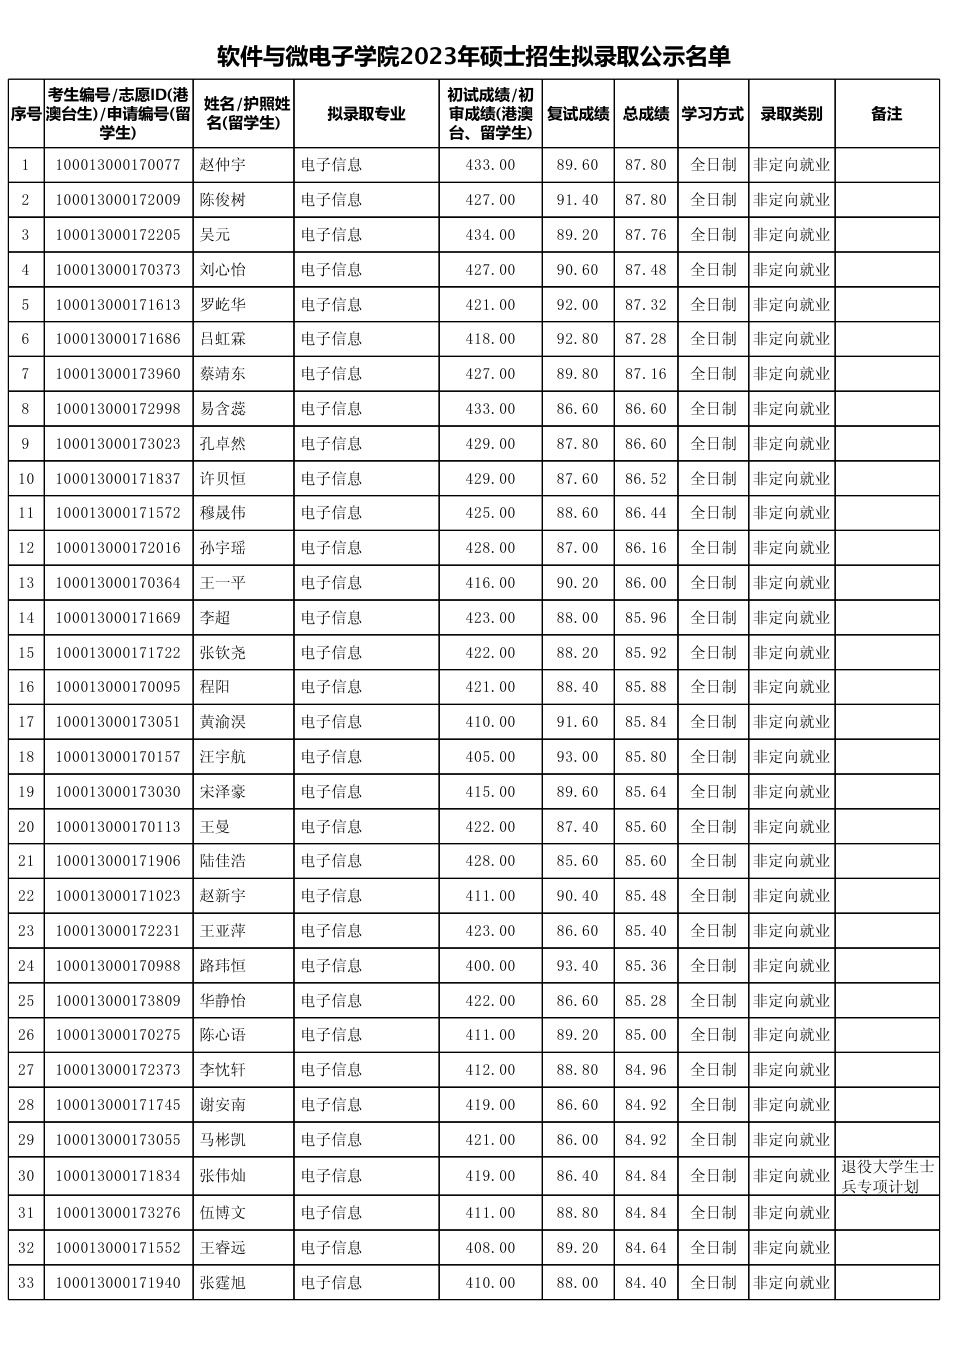 软件与微电子学院2023年硕士招生拟录取公示名单
序号 考生编号/志愿ID(港澳台生)/申请编号(留学生) 姓名/护照姓名(留学生) 拟录取专业 初试成绩/初审成绩(港澳台、留学生) 复试成绩 总成绩 学习方式 录取类别 备注
1 100013000170077 赵仲宇 电子信息 433.00 89.60 87.80 全日制 非定向就业
2 100013000172009 陈俊树 电子信息 427.00 91.40 87.80 全日制 非定向就业
3 100013000172205 吴元 电子信息 434.00 89.20 87.76 全日制 非定向就业
4 100013000170373 刘心怡 电子信息 427.00 90.60 87.48 全日制 非定向就业
5 100013000171613 罗屹华 电子信息 421.00 92.00 87.32 全日制 非定向就业
6 100013000171686 吕虹霖 电子信息 418.00 92.80 87.28 全日制 非定向就业
7 100013000173960 蔡靖东 电子信息 427.00 89.80 87.16 全日制 非定向就业
8 100013000172998 易含蕊 电子信息 433.00 86.60 86.60 全日制 非定向就业
9 100013000173023 孔卓然 电子信息 429.00 87.80 86.60 全日制 非定向就业
10 100013000171837 许贝恒 电子信息 429.00 87.60 86.52 全日制 非定向就业
11 100013000171572 穆晟伟 电子信息 425.00 88.60 86.44 全日制 非定向就业
12 100013000172016 孙宇瑶 电子信息 428.00 87.00 86.16 全日制 非定向就业
13 100013000170364 王一平 电子信息 416.00 90.20 86.00 全日制 非定向就业
14 100013000171669 李超 电子信息 423.00 88.00 85.96 全日制 非定向就业
15 100013000171722 张钦尧 电子信息 422.00 88.20 85.92 全日制 非定向就业
16 100013000170095 程阳 电子信息 421.00 88.40 85.88 全日制 非定向就业
17 100013000173051 黄渝淏 电子信息 410.00 91.60 85.84 全日制 非定向就业
18 100013000170157 汪宇航 电子信息 405.00 93.00 85.80 全日制 非定向就业
19 100013000173030 宋泽豪 电子信息 415.00 89.60 85.64 全日制 非定向就业
20 100013000170113 王曼 电子信息 422.00 87.40 85.60 全日制 非定向就业
21 100013000171906 陆佳浩 电子信息 428.00 85.60 85.60 全日制 非定向就业
22 100013000171023 赵新宇 电子信息 411.00 90.40 85.48 全日制 非定向就业
23 100013000172231 王亚萍 电子信息 423.00 86.60 85.40 全日制 非定向就业
24 100013000170988 路玮恒 电子信息 400.00 93.40 85.36 全日制 非定向就业
25 100013000173809 华静怡 电子信息 422.00 86.60 85.28 全日制 非定向就业
26 100013000170275 陈心语 电子信息 411.00 89.20 85.00 全日制 非定向就业
27 100013000172373 李忱轩 电子信息 412.00 88.80 84.96 全日制 非定向就业
28 100013000171745 谢安南 电子信息 419.00 86.60 84.92 全日制 非定向就业
29 100013000173055 马彬凯 电子信息 421.00 86.00 84.92 全日制 非定向就业
30 100013000171834 张伟灿 电子信息 419.00 86.40 84.84 全日制 非定向就业 退役大学生士兵专项计划
31 100013000173276 伍博文 电子信息 411.00 88.80 84.84 全日制 非定向就业
32 100013000171552 王睿远 电子信息 408.00 89.20 84.64 全日制 非定向就业
33 100013000171940 张霆旭 电子信息 410.00 88.00 84.40 全日制 非定向就业